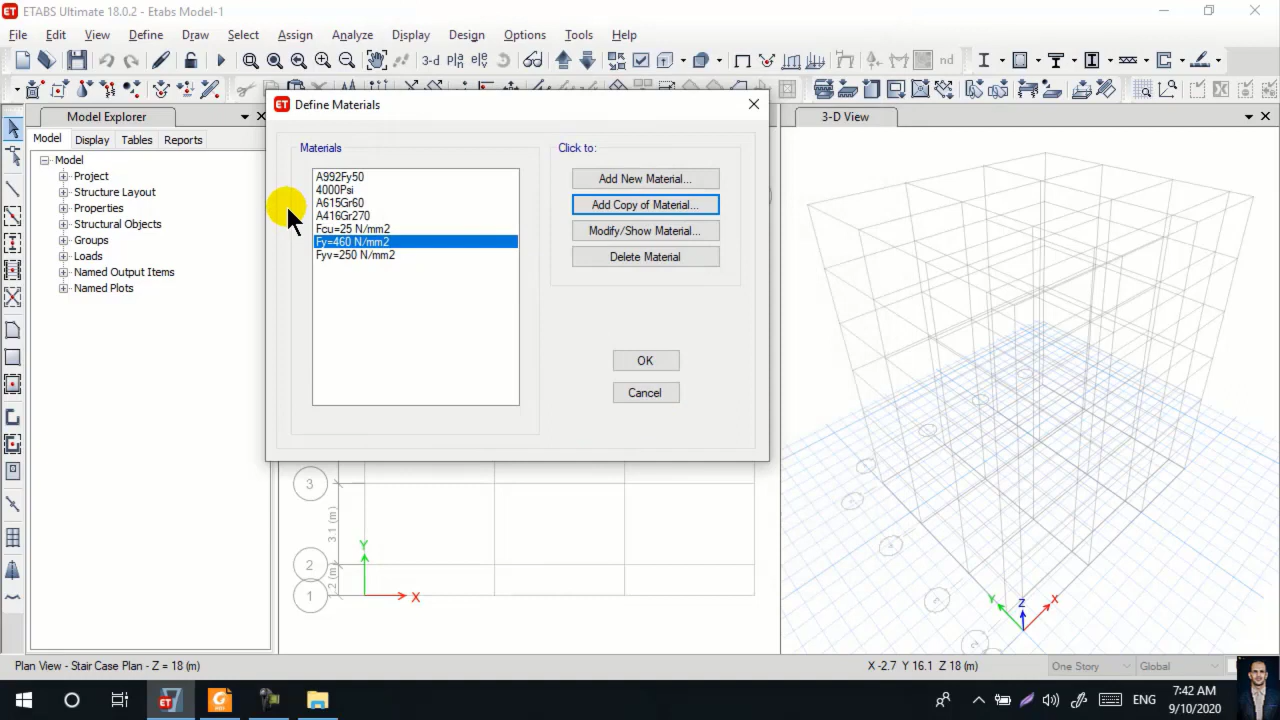 ETABS Ultimate 18.0.2 - Etabs Model-1
File Edit View Define Draw Select Assign Analyze Display Design Options Tools Help
3-d
nd
Model Explorer
Model Display Tables Reports
Model
Project
Structure Layout
Properties
Structural Objects
Groups
Loads
Named Output Items
Named Plots
Define Materials
Materials
A992Fy50
4000Psi
A615Gr60
A416Gr270
Fcu=25 N/mm2
Fy=460 N/mm2
Fyv=250 N/mm2
Click to:
Add New Material...
Add Copy of Material...
Modify/Show Material...
Delete Material
OK
Cancel
3
3.1 (m)
2
2 (m)
1
Y
X
3-D View
Y Z X
Plan View - Stair Case Plan - Z = 18 (m)
X -2.7 Y 16.1 Z 18 (m)
One Story
Global
ENG
7:42 AM
9/10/2020